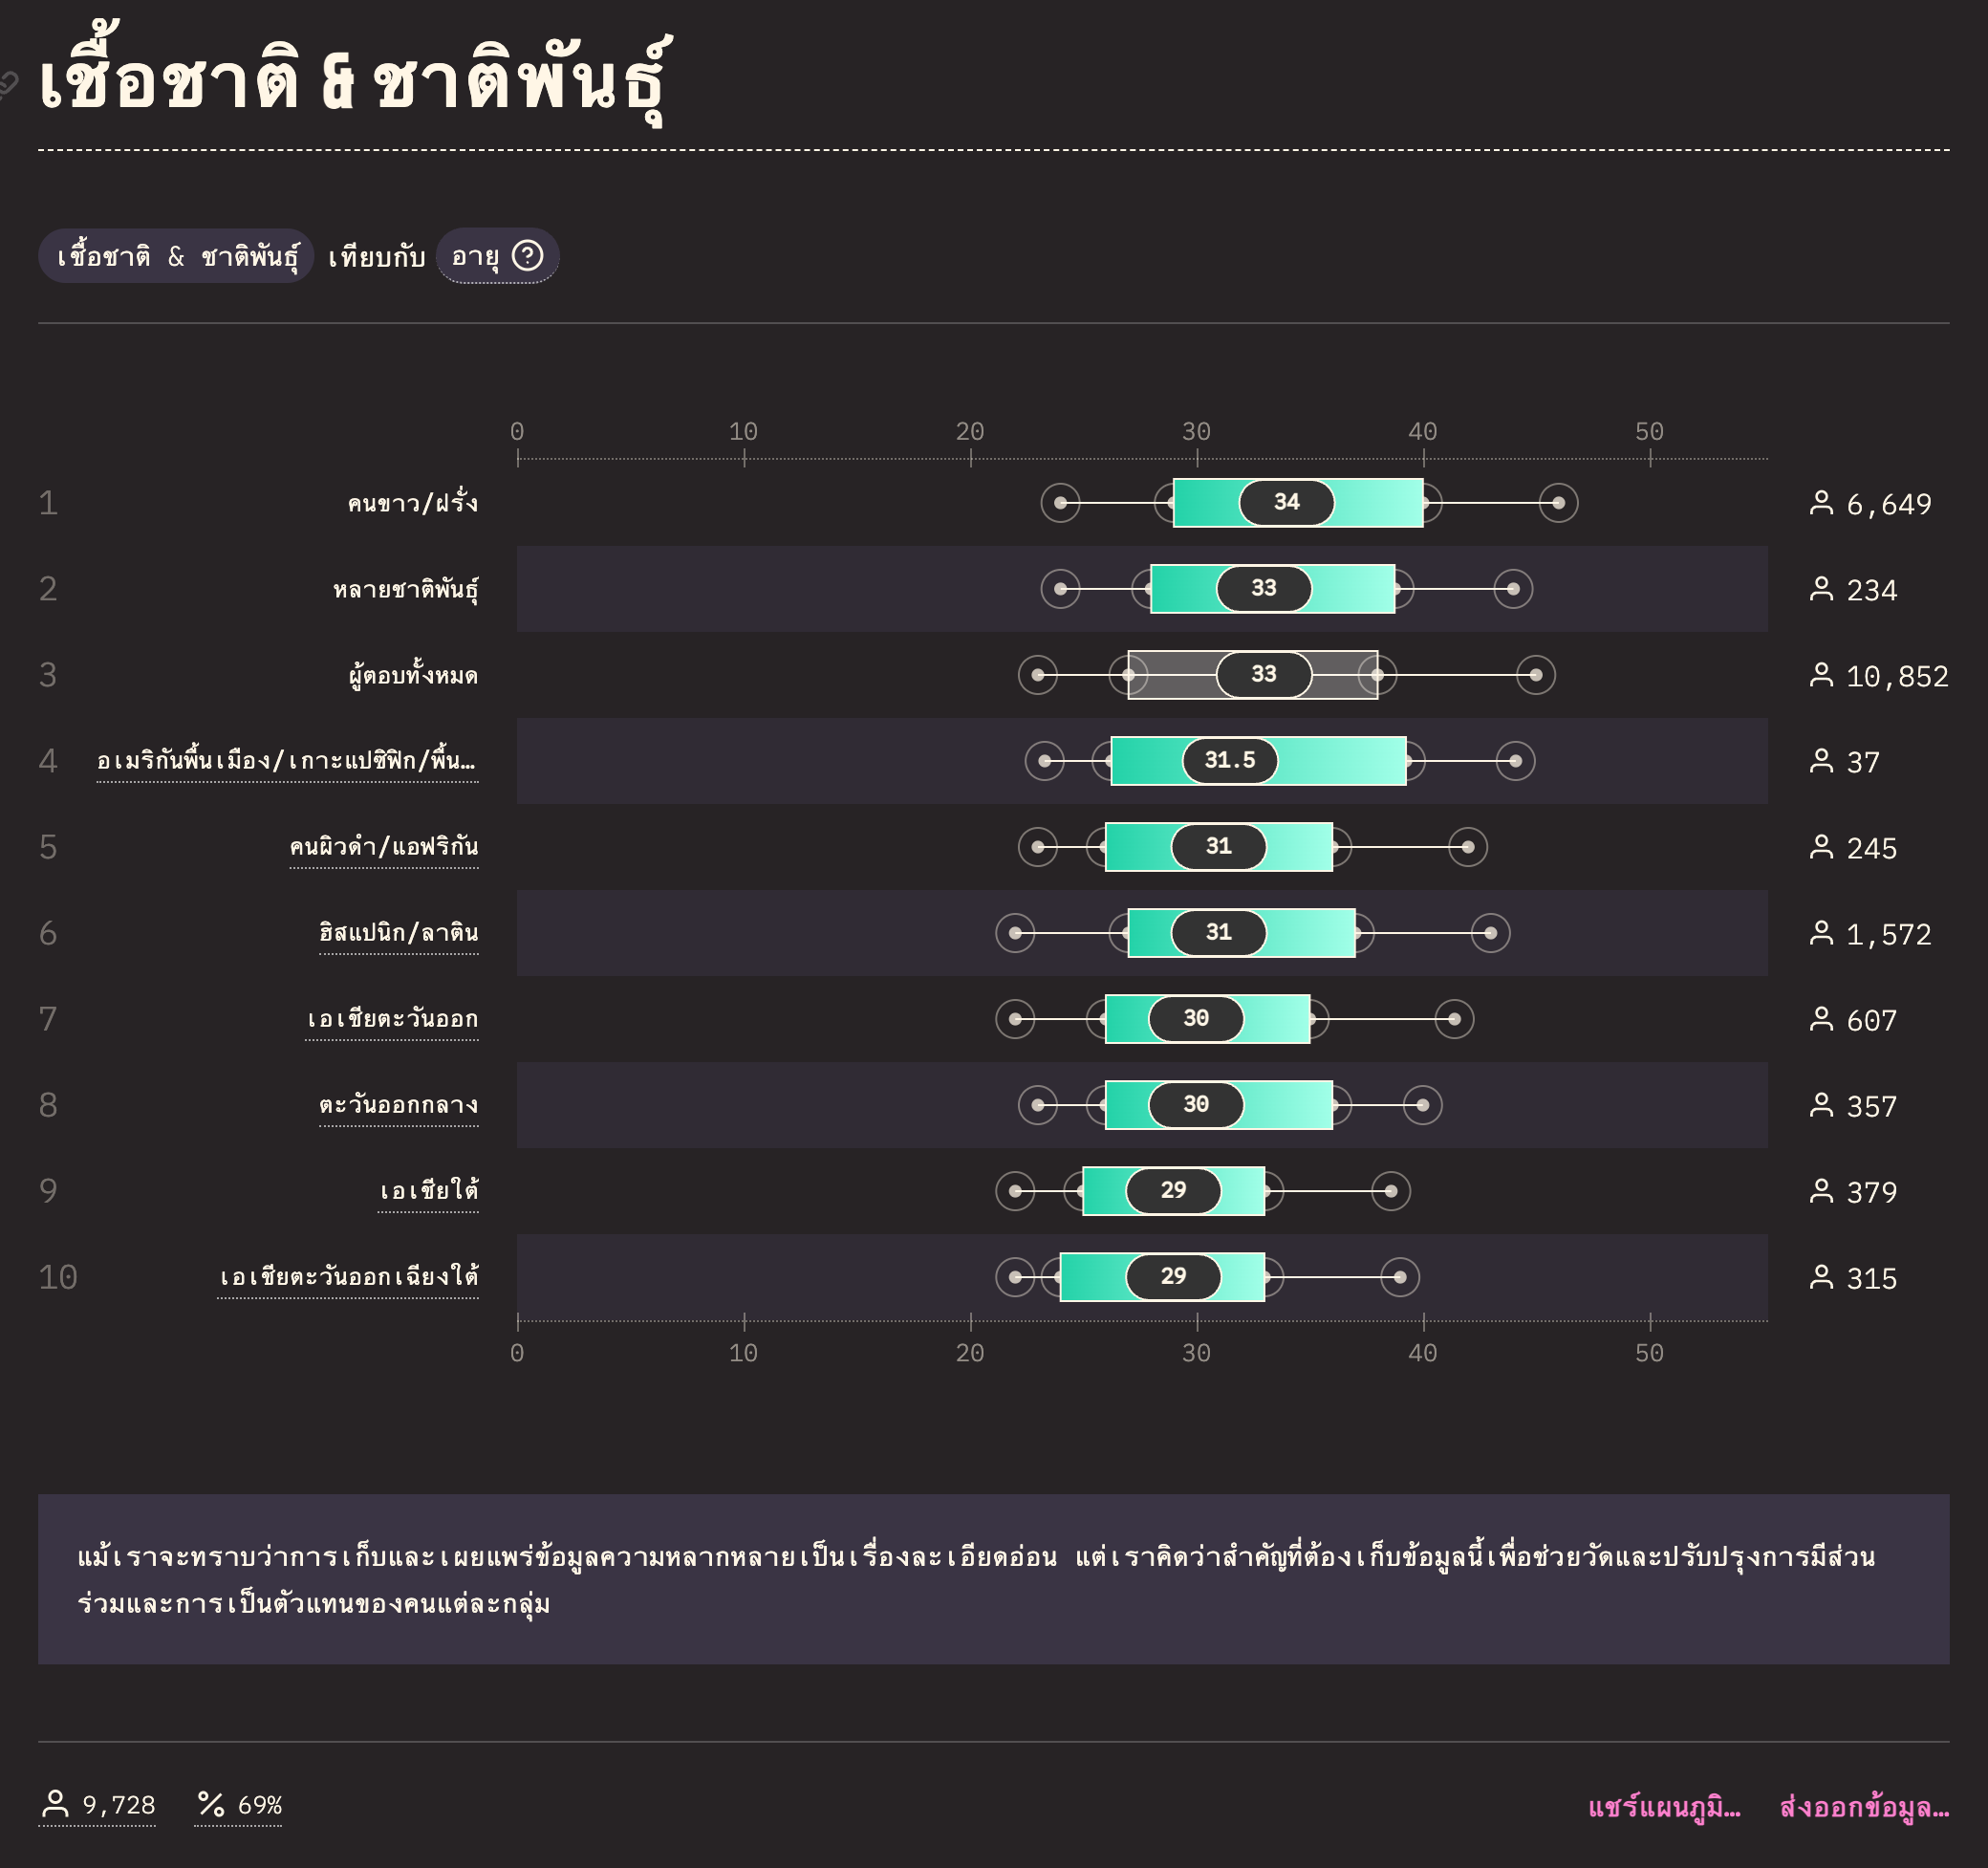 เชื้อชาติ & ชาติพันธุ์
เชื้อชาติ & ชาติพันธุ์ เทียบกับ อายุ
0 10 20 30 40 50
1 คนขาว/ฝรั่ง 34 6,649
2 หลายชาติพันธุ์ 33 234
3 ผู้ตอบทั้งหมด 33 10,852
4 อเมริกันพื้นเมือง/เกาะแปซิฟิก/พื้น… 31.5 37
5 คนผิวดำ/แอฟริกัน 31 245
6 ฮิสแปนิก/ลาติน 31 1,572
7 เอเชียตะวันออก 30 607
8 ตะวันออกกลาง 30 357
9 เอเชียใต้ 29 379
10 เอเชียตะวันออกเฉียงใต้ 29 315
0 10 20 30 40 50
แม้เราจะทราบว่าการเก็บและเผยแพร่ข้อมูลความหลากหลายเป็นเรื่องละเอียดอ่อน แต่เราคิดว่าสำคัญที่ต้องเก็บข้อมูลนี้เพื่อช่วยวัดและปรับปรุงการมีส่วน
ร่วมและการเป็นตัวแทนของคนแต่ละกลุ่ม
9,728 69% แชร์แผนภูมิ… ส่งออกข้อมูล…